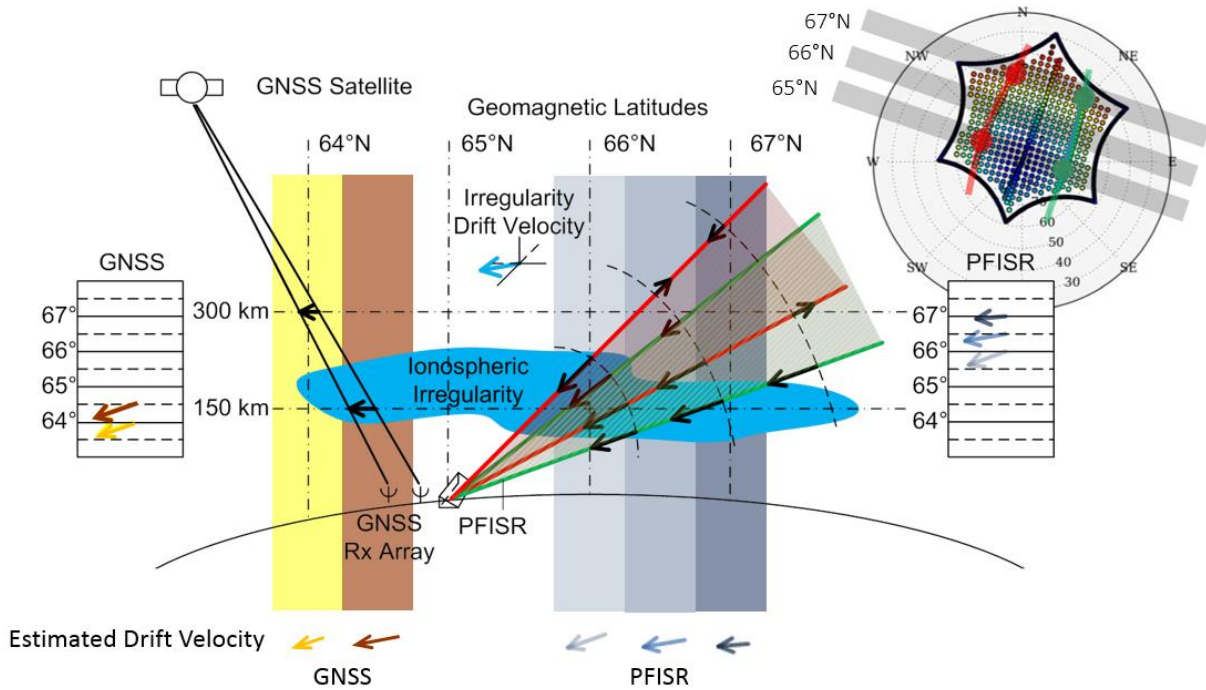 67°N
66°N
65°N
N
NW
NE
W
E
SW
SE
70
60
50
40
30
GNSS Satellite
Geomagnetic Latitudes
64°N
65°N
66°N
67°N
Irregularity
Drift Velocity
GNSS
67°
66°
65°
64°
300 km
150 km
Ionospheric
Irregularity
PFISR
67°
66°
65°
64°
GNSS
Rx Array
PFISR
Estimated Drift Velocity
GNSS
PFISR